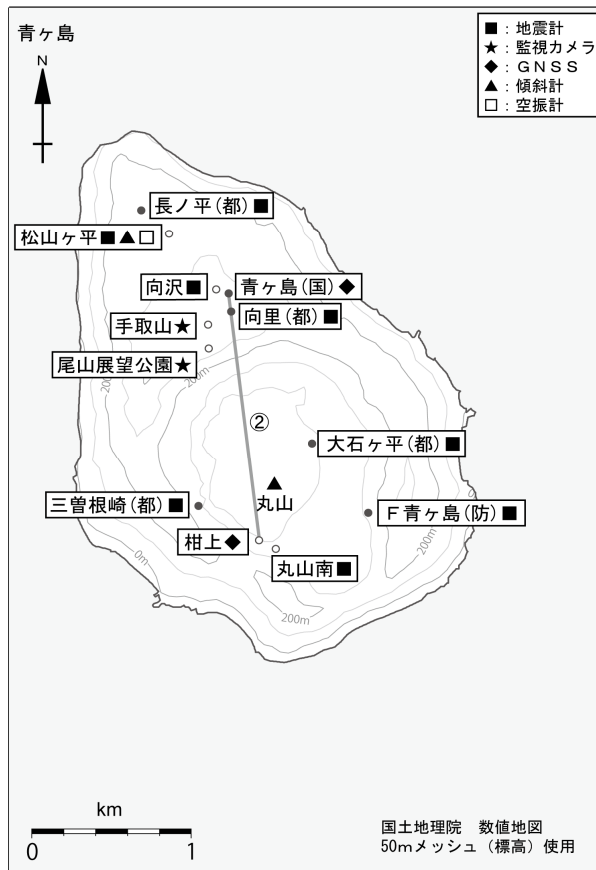 青ヶ島
■：地震計
★：監視カメラ
◆：ＧＮＳＳ
▲：傾斜計
□：空振計
N
長ノ平(都)■
松山ヶ平■▲□
向沢■
青ヶ島(国)◆
向里(都)■
手取山★
尾山展望公園★
200m
200m
②
大石ヶ平(都)■
丸山
三曽根崎(都)■
Ｆ青ヶ島(防)■
柑上◆
丸山南■
0m
200m
200m
km
0 1
国土地理院　数値地図
50mメッシュ（標高）使用